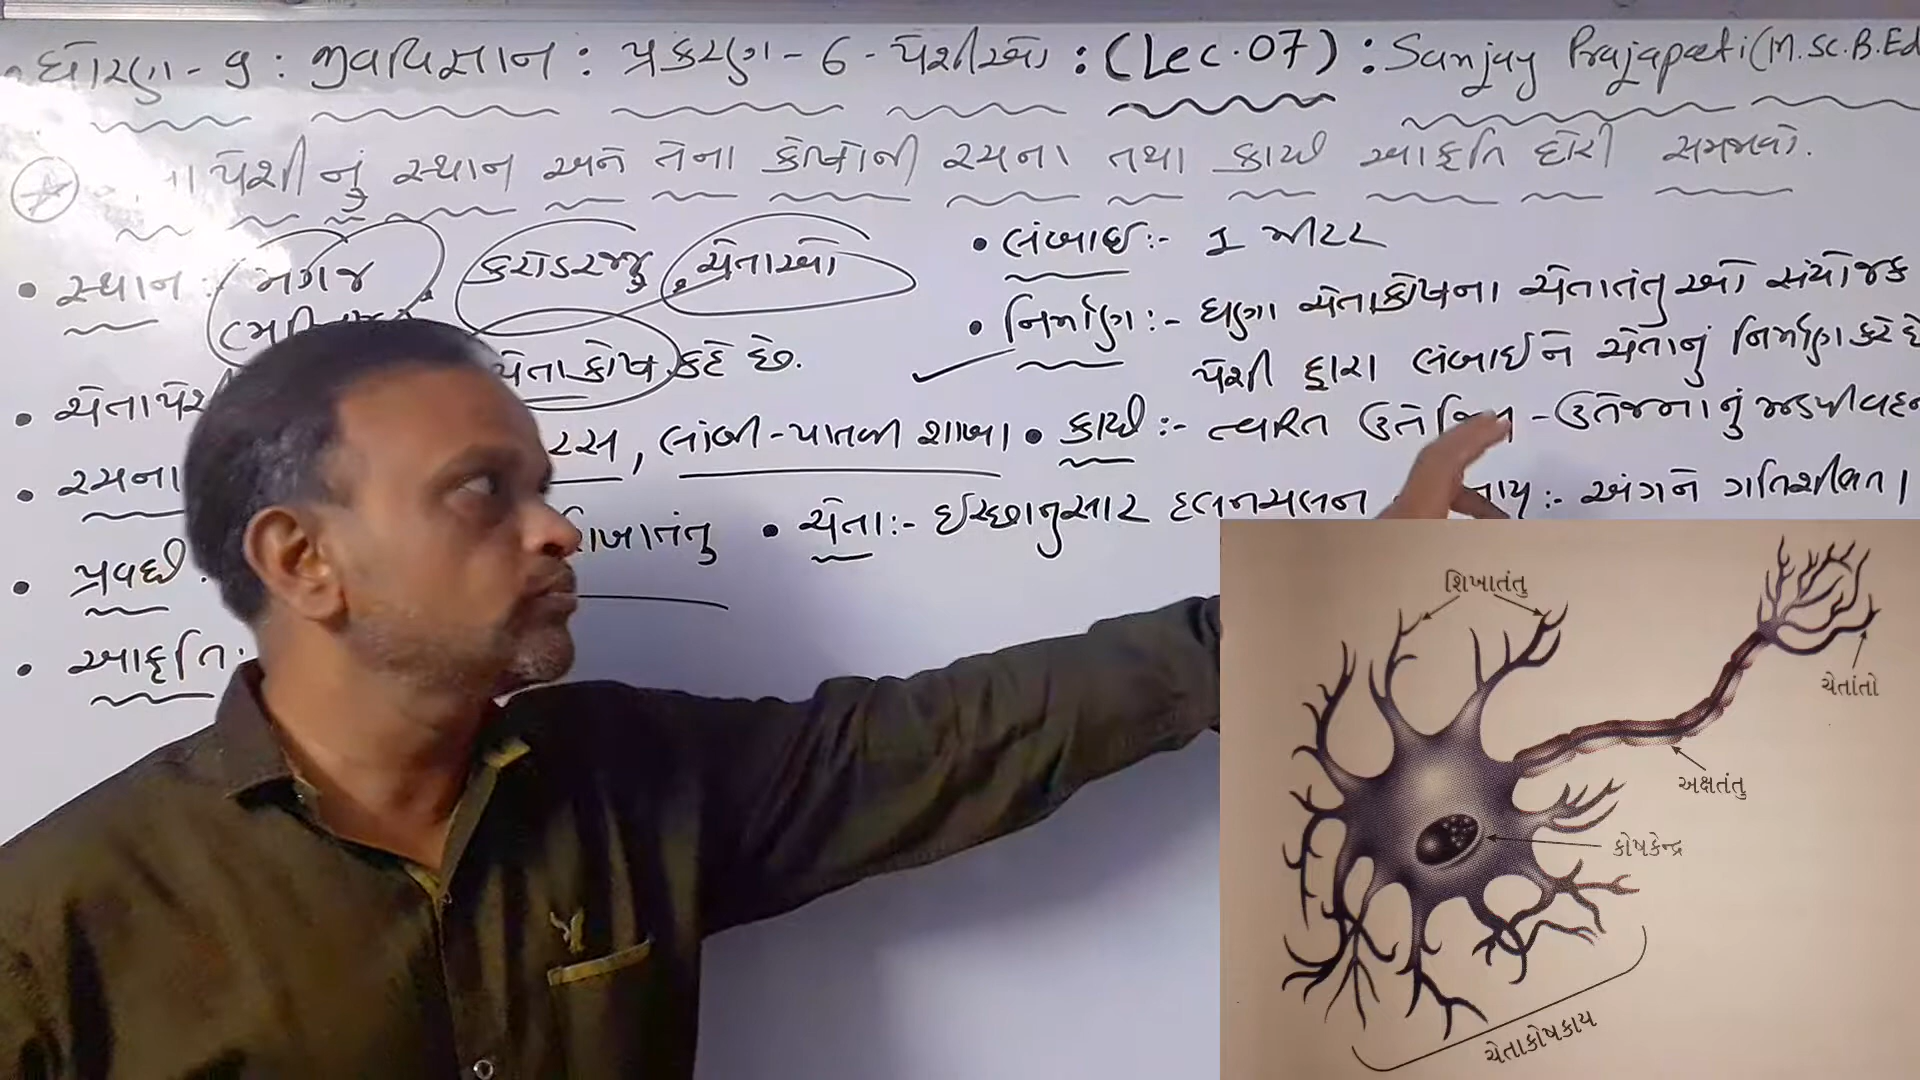 ધોરણ - 9 : જીવવિજ્ઞાન : પ્રકરણ - 6 - પેશીઓ : (Lec. 07) : Sanjay Prajapati (M.Sc. B.Ed
પેશીનું સ્થાન અને તેના કોષોની રચના તથા કાર્ય આકૃતિ દોરી સમજાવો.
• સ્થાન : મગજ, કરોડરજ્જુ, ચેતાઓ
કોષ કહે છે.
• રચના રસ, લાંબી - પાતળી શાખા
• પ્રવર્ધ શિખાતંતુ
• આકૃતિ
• લંબાઈ :- 1 મીટર
• નિર્માણ :- ઘણા ચેતાકોષના ચેતાતંતુઓ સંયોજક
પેશી દ્વારા લંબાઈને ચેતાનું નિર્માણ કરે છે
• કાર્ય :- ત્વરિત - ઉત્તેજનાનું ઝડપી વહન
• ચેતા :- ઈચ્છાનુસાર હલનચલન :- અંગને ગતિશીલતા
શિખાતંતુ
ચેતાંતો
અક્ષતંતુ
કોષકેન્દ્ર
ચેતાકોષકાય